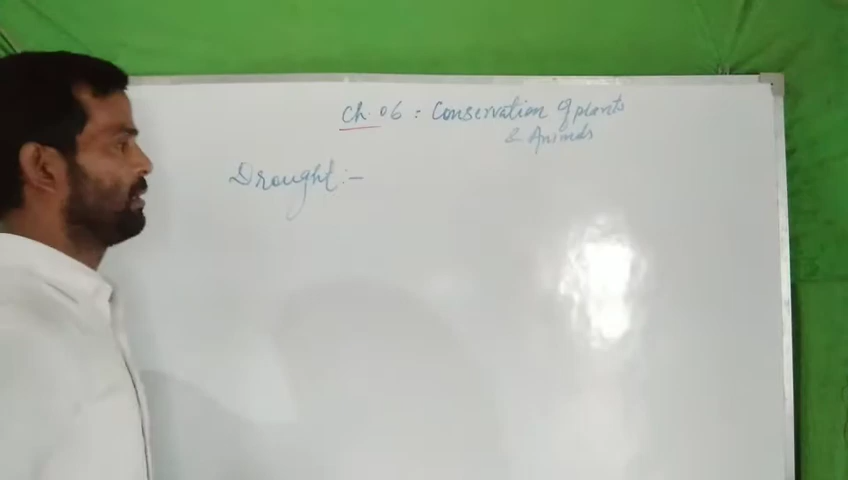 Ch. 06 : Conservation of plants
& Animals
Drought :-